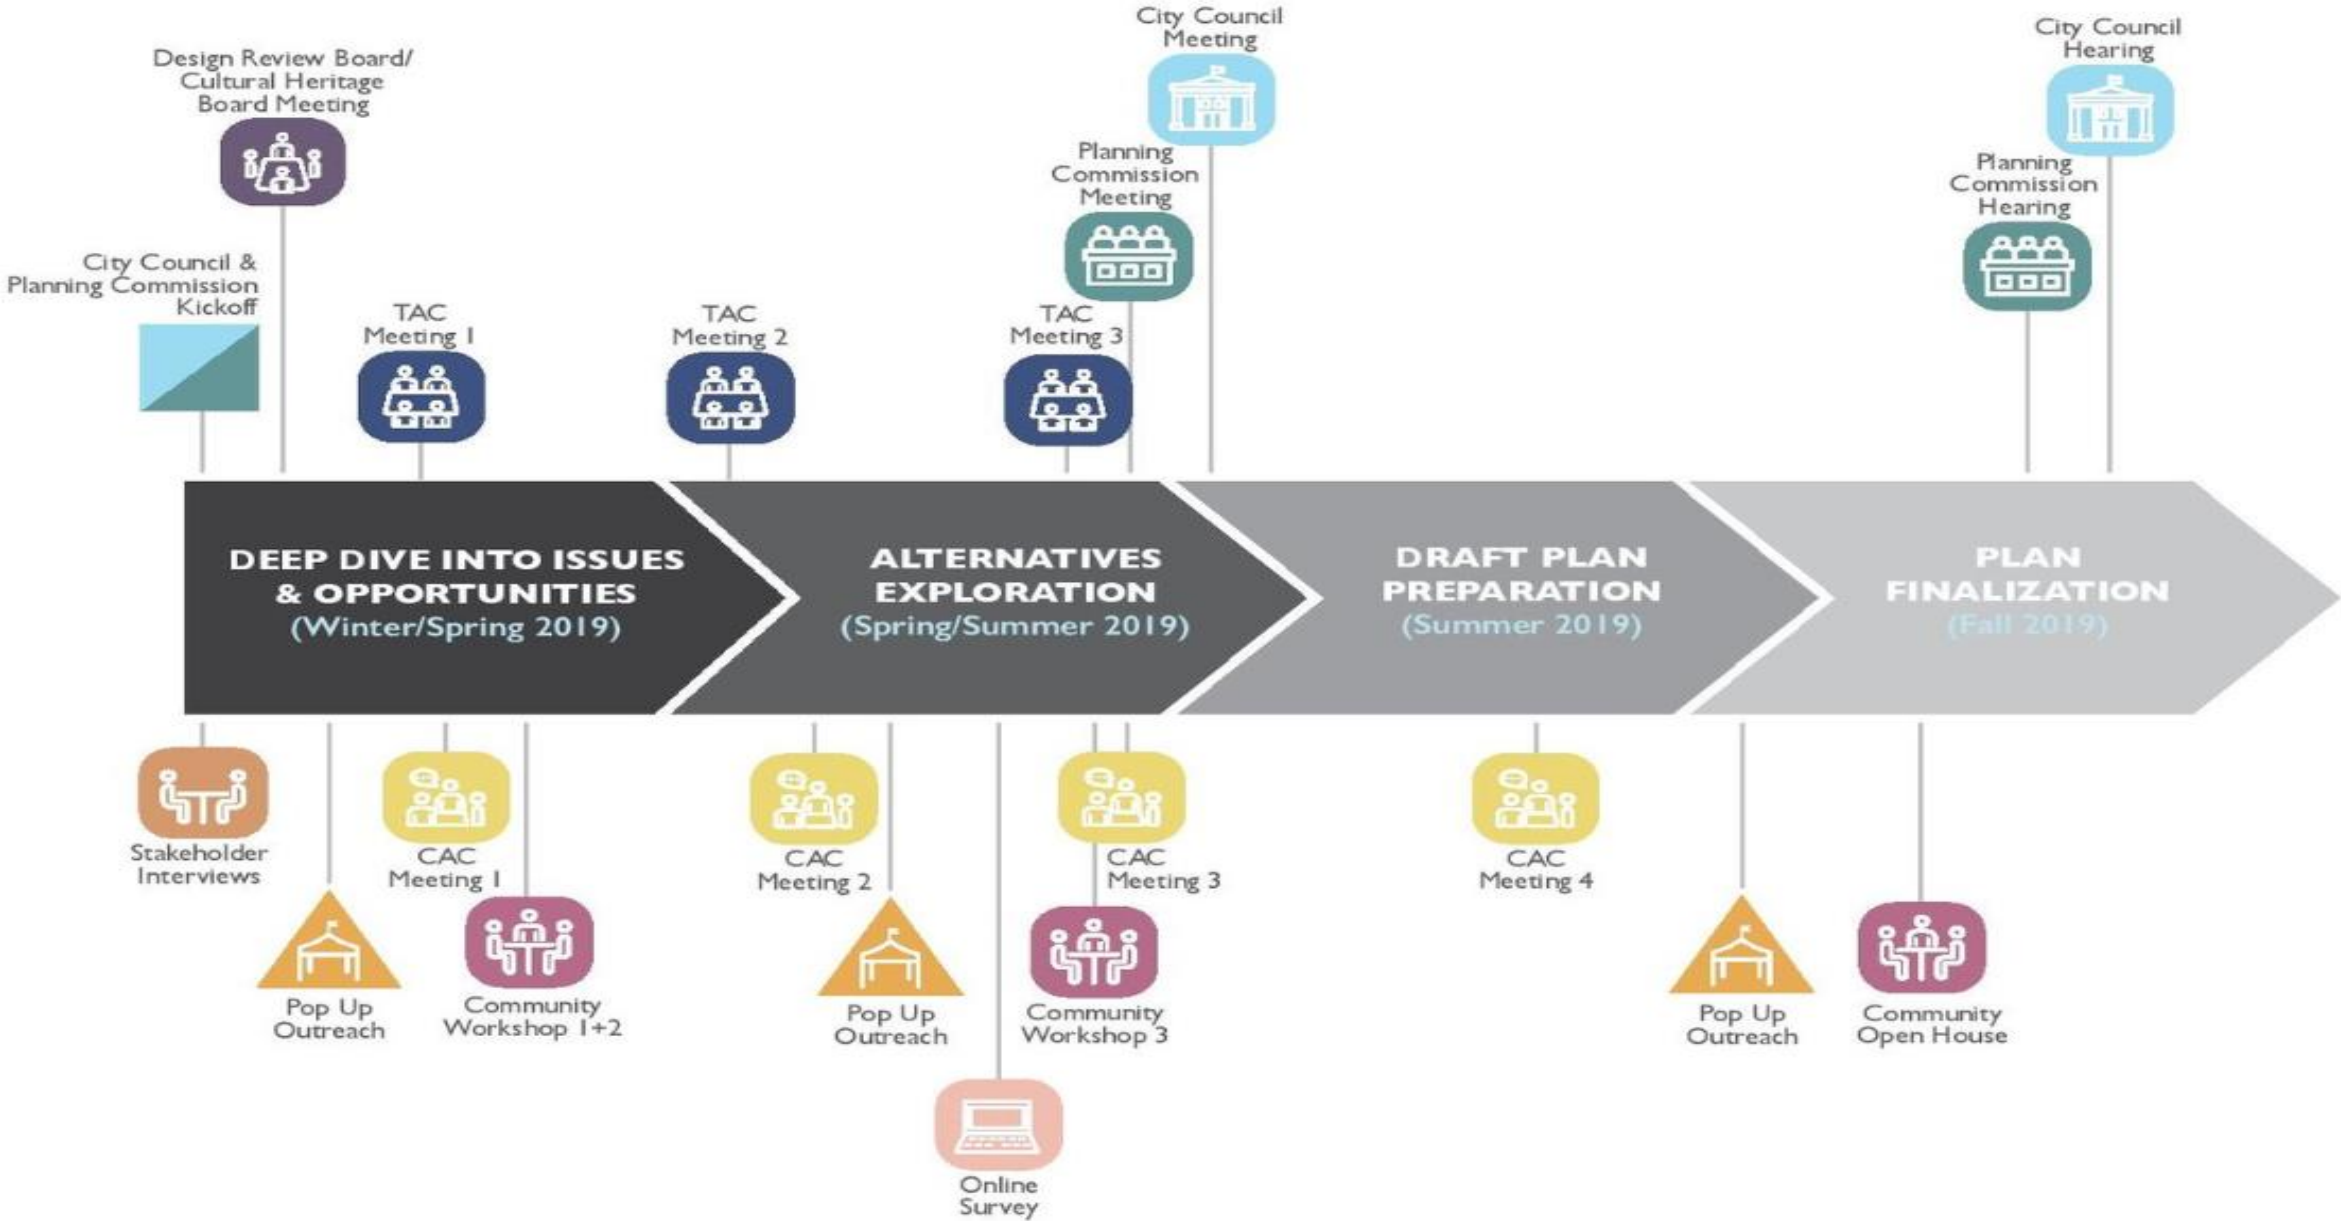 City Council
Meeting
City Council
Hearing
Design Review Board/
Cultural Heritage
Board Meeting
Planning
Commission
Meeting
Planning
Commission
Hearing
City Council &
Planning Commission
Kickoff
TAC
Meeting 1
TAC
Meeting 2
TAC
Meeting 3
DEEP DIVE INTO ISSUES
& OPPORTUNITIES
(Winter/Spring 2019)
ALTERNATIVES
EXPLORATION
(Spring/Summer 2019)
DRAFT PLAN
PREPARATION
(Summer 2019)
PLAN
FINALIZATION
(Fall 2019)
Stakeholder
Interviews
CAC
Meeting 1
CAC
Meeting 2
CAC
Meeting 3
CAC
Meeting 4
Pop Up
Outreach
Community
Workshop 1+2
Pop Up
Outreach
Community
Workshop 3
Pop Up
Outreach
Community
Open House
Online
Survey